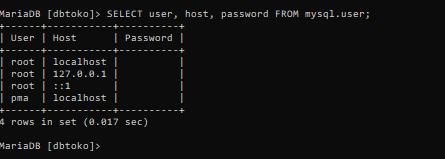 MariaDB [dbtoko]> SELECT user, host, password FROM mysql.user;
+------+-----------+----------+
| User | Host      | Password |
+------+-----------+----------+
| root | localhost |          |
| root | 127.0.0.1 |          |
| root | ::1       |          |
| pma  | localhost |          |
+------+-----------+----------+
4 rows in set (0.017 sec)
MariaDB [dbtoko]>